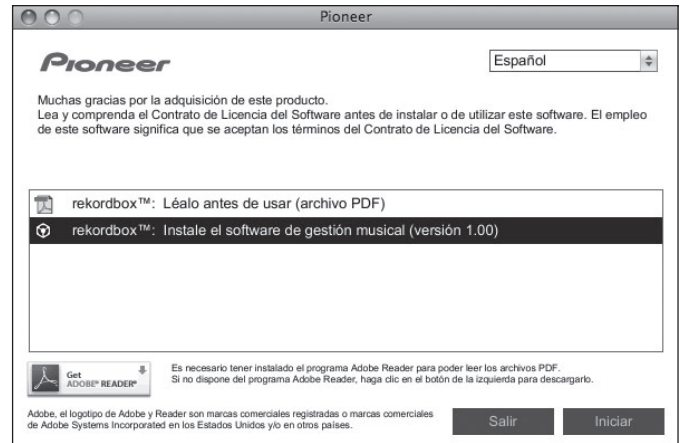 Pioneer
Pioneer
Español
Muchas gracias por la adquisición de este producto.
Lea y comprenda el Contrato de Licencia del Software antes de instalar o de utilizar este software. El empleo
de este software significa que se aceptan los términos del Contrato de Licencia del Software.
rekordbox™: Léalo antes de usar (archivo PDF)
rekordbox™: Instale el software de gestión musical (versión 1.00)
Get
ADOBE® READER®
Es necesario tener instalado el programa Adobe Reader para poder leer los archivos PDF.
Si no dispone del programa Adobe Reader, haga clic en el botón de la izquierda para descargarlo.
Adobe, el logotipo de Adobe y Reader son marcas comerciales registradas o marcas comerciales
de Adobe Systems Incorporated en los Estados Unidos y/o en otros países.
Salir
Iniciar